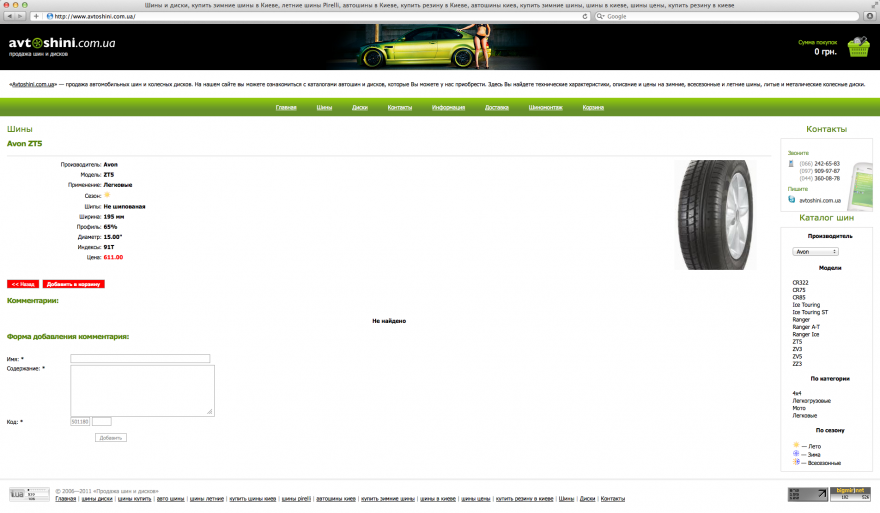 Шины и диски, купить зимние шины в Киеве, летние шины Pirelli, автошины в Киеве, купить резину в Киеве, автошины киев, купить зимние шины, шины в киеве, шины цены, купить резину в киеве
http://www.avtoshini.com.ua/
Google
avtoshini.com.ua
продажа шин и дисков
Сумма покупок
0 грн.
«Avtoshini.com.ua» — продажа автомобильных шин и колесных дисков. На нашем сайте вы можете ознакомиться с каталогами автошин и дисков, которые Вы можете у нас приобрести. Здесь Вы найдете технические характеристики, описание и цены на зимние, всесезонные и летние шины, литые и металические колесные диски.
Главная Шины Диски Контакты Информация Доставка Шиномонтаж Корзина
Шины
Avon ZT5
Производитель: Avon
Модель: ZT5
Применение: Легковые
Сезон:
Шипы: Не шипованая
Ширина: 195 мм
Профиль: 65%
Диаметр: 15.00"
Индексы: 91T
Цена: 611.00
<< Назад Добавить в корзину
Комментарии:
Не найдено
Форма добавления комментария:
Имя: *
Содержание: *
Код: *
Добавить
Контакты
Звоните
(066) 242-65-83
(097) 909-97-87
(044) 360-08-78
Пишите
avtoshini.com.ua
Каталог шин
Производитель
Avon
Модели
CR322
CR75
CR85
Ice Touring
Ice Touring ST
Ranger
Ranger A-T
Ranger Ice
ZT5
ZV3
ZV5
ZZ3
По категории
4x4
Легкогрузовые
Мото
Легковые
По сезону
— Лето
— Зима
— Всесезонные
© 2006—2011 «Продажа шин и дисков»
Главная | шины диски | шины купить | авто шины | шины летние | купить шины киев | шины pirelli | автошины киев | купить зимние шины | шины в киеве | шины цены | купить резину в киеве | Шины | Диски | Контакты
bigmir)net